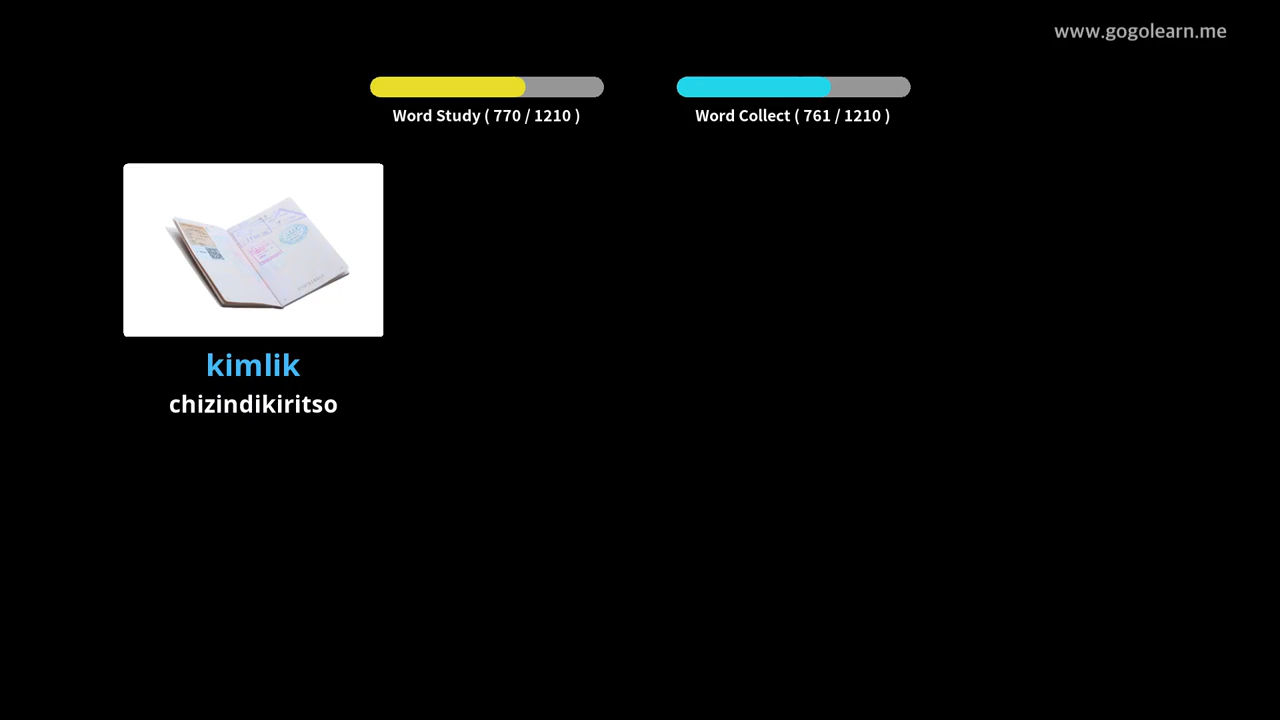 www.gogolearn.me
Word Study ( 770 / 1210 )
Word Collect ( 761 / 1210 )
kimlik
chizindikiritso